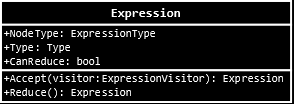 Expression
+NodeType: ExpressionType
+Type: Type
+CanReduce: bool
+Accept(visitor:ExpressionVisitor): Expression
+Reduce(): Expression